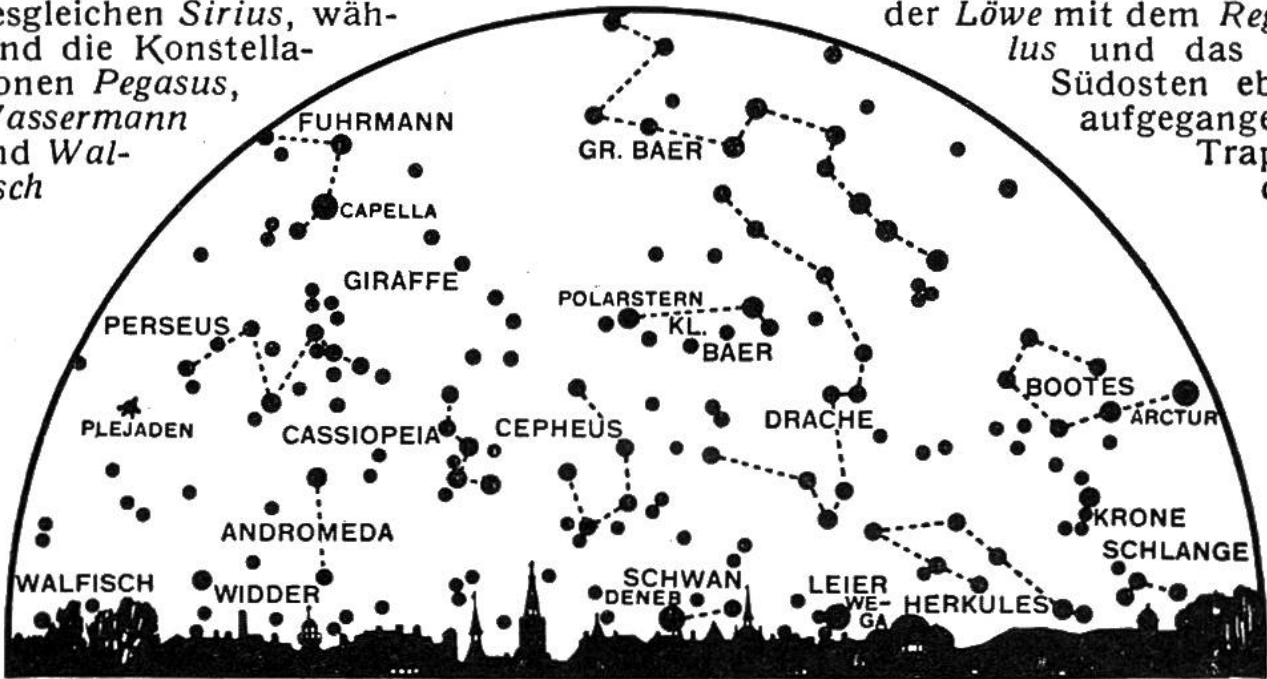 esgleichen Sirius, wäh-
nd die Konstella-
onen Pegasus,
assermann
nd Wal-
sch
der Löwe mit dem Reg
lus und das
Südosten eb
aufgegange
Trap
FUHRMANN
GR. BAER
CAPELLA
GIRAFFE
POLARSTERN
PERSEUS
KL.
BAER
BOOTES
PLEJADEN
CASSIOPEIA
CEPHEUS
DRACHE
ARCTUR
ANDROMEDA
KRONE
SCHLANGE
WALFISCH
WIDDER
SCHWAN
DENEB
LEIER
WE-
GA
HERKULES